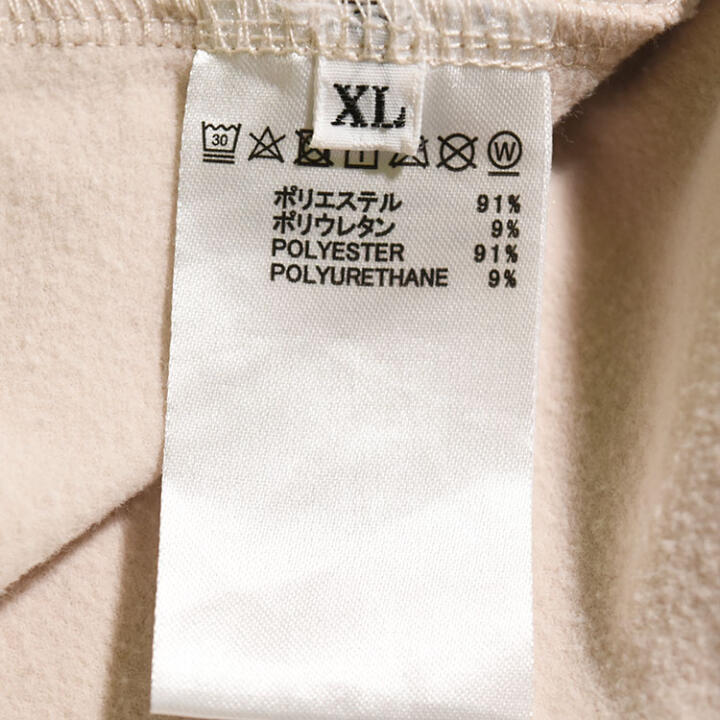 XL
30
W
ポリエステル 91%
ポリウレタン 9%
POLYESTER 91%
POLYURETHANE 9%